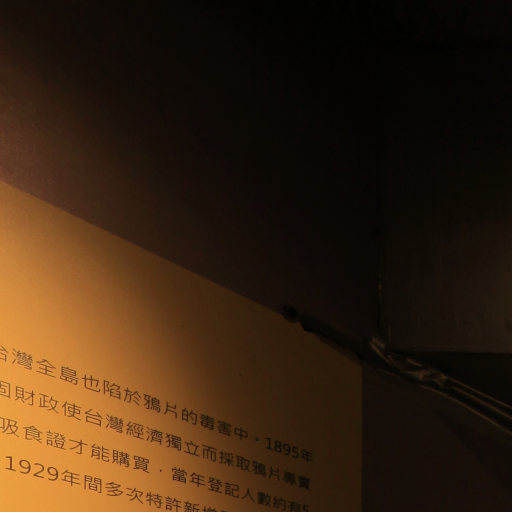 台灣全島也陷於鴉片的毒害中。1895年
固財政使台灣經濟獨立而採取鴉片專賣
吸食證才能購買，當年登記人數約有
1929年間多次特許新增